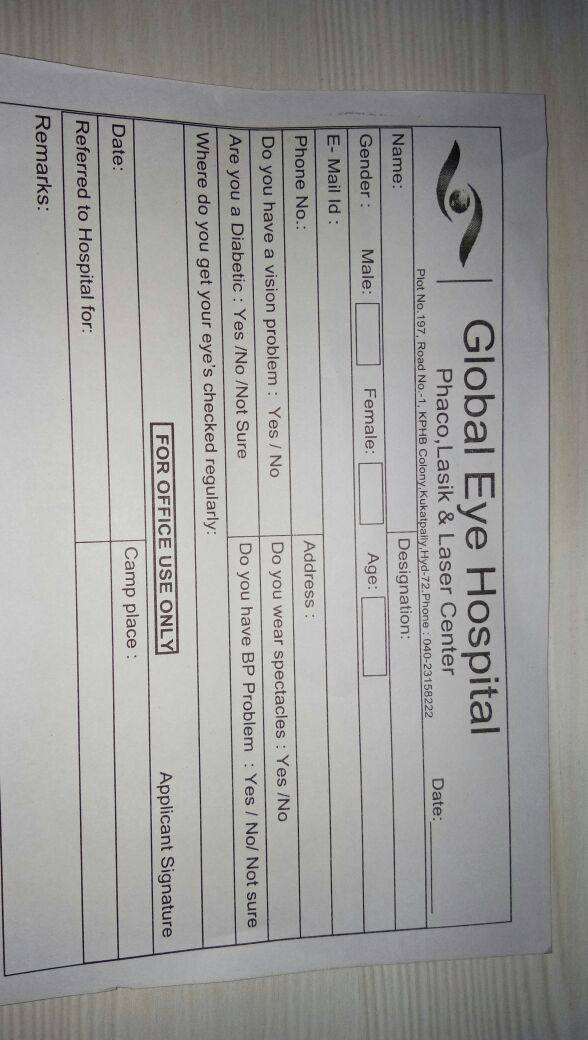 Global Eye Hospital
Phaco,Lasik & Laser Center
Date:__________
Plot No.197, Road No.-1, KPHB Colony,Kukatpally,Hyd-72.Phone : 040-23158222
Name: Designation:
Gender : Male: Female: Age:
E- Mail Id :
Phone No.: Address :
Do you have a vision problem : Yes / No Do you wear spectacles : Yes /No
Are you a Diabetic : Yes /No /Not Sure Do you have BP Problem : Yes / No/ Not sure
Where do you get your eye's checked regularly:
FOR OFFICE USE ONLY Applicant Signature
Date: Camp place :
Referred to Hospital for:
Remarks: